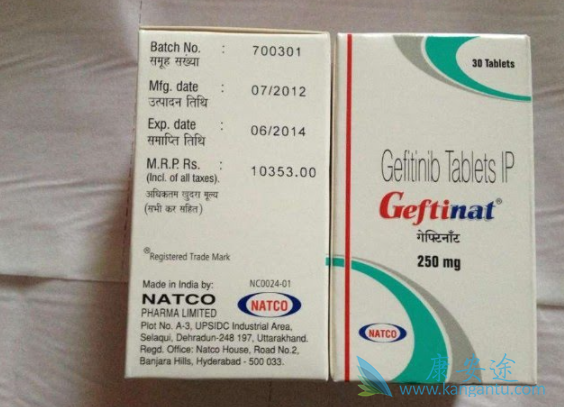 Batch No. : 700301
समूह संख्या
Mfg. date : 07/2012
उत्पादन तिथि
Exp. date : 06/2014
समाप्ति तिथि
M.R.P. Rs. : 10353.00
(Incl. of all taxes).
अधिकतम खुदरा मूल्य
(सभी कर सहित)
®Registered Trade Mark
Made in India by: NC0024-01
NATCO NATCO
PHARMA LIMITED
Plot No. A-3, UPSIDC Industrial Area,
Selaqui, Dehradun-248 197, Uttarakhand.
Regd. Office: Natco House, Road No.2,
Banjara Hills, Hyderabad - 500 033.
30 Tablets
Gefitinib Tablets IP
Geftinat®
गेफ्टिनॉट
250 mg
NATCO
康安途
www.kangantu.com